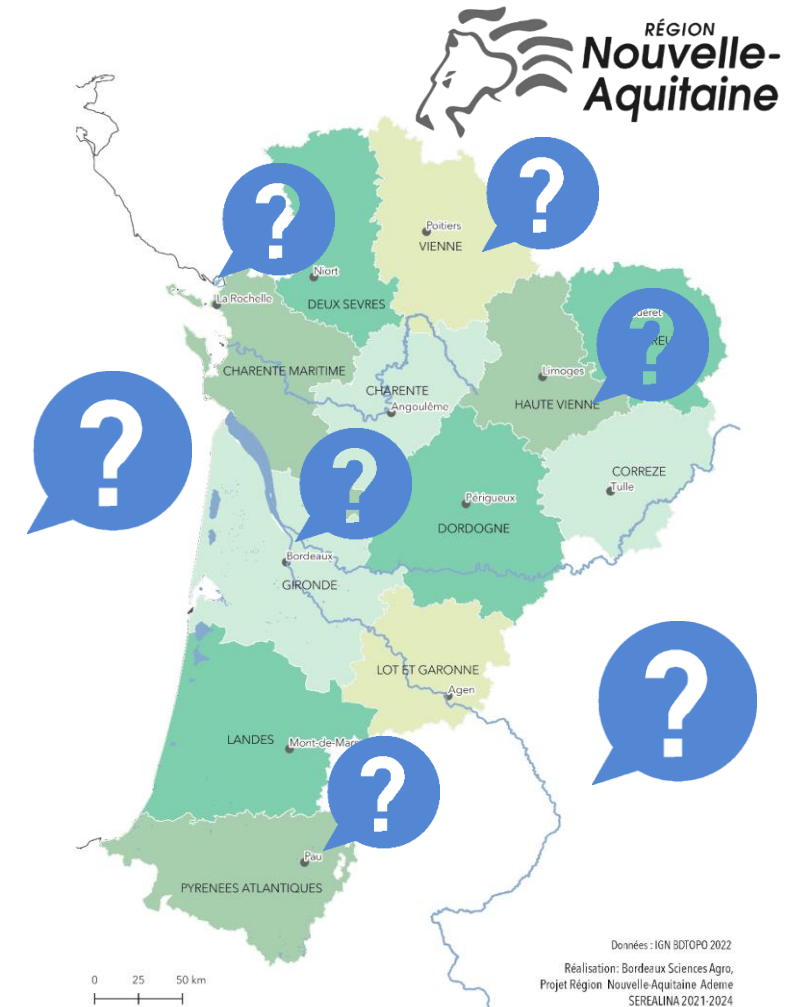 RÉGION
Nouvelle-
Aquitaine
?
?
Poitiers
VIENNE
Niort
La Rochelle
DEUX SEVRES
?
Limoges
CHARENTE MARITIME
CHARENTE
Angoulême
HAUTE VIENNE
?
?
CORREZE
Tulle
Périgueux
DORDOGNE
Bordeaux
GIRONDE
?
LOT ET GARONNE
Agen
LANDES
?
Pau
PYRENEES ATLANTIQUES
Données : IGN BDTOPO 2022
Réalisation: Bordeaux Sciences Agro,
Projet Région Nouvelle-Aquitaine Ademe
SEREALINA 2021-2024
0 25 50 km